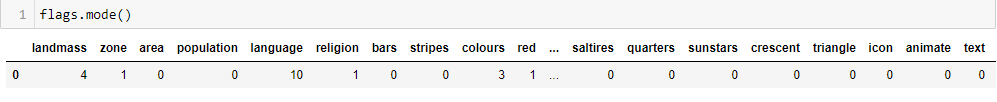 1 flags.mode()
landmass zone area population language religion bars stripes colours red ... saltires quarters sunstars crescent triangle icon animate text
0 4 1 0 0 10 1 0 0 3 1 ... 0 0 0 0 0 0 0 0